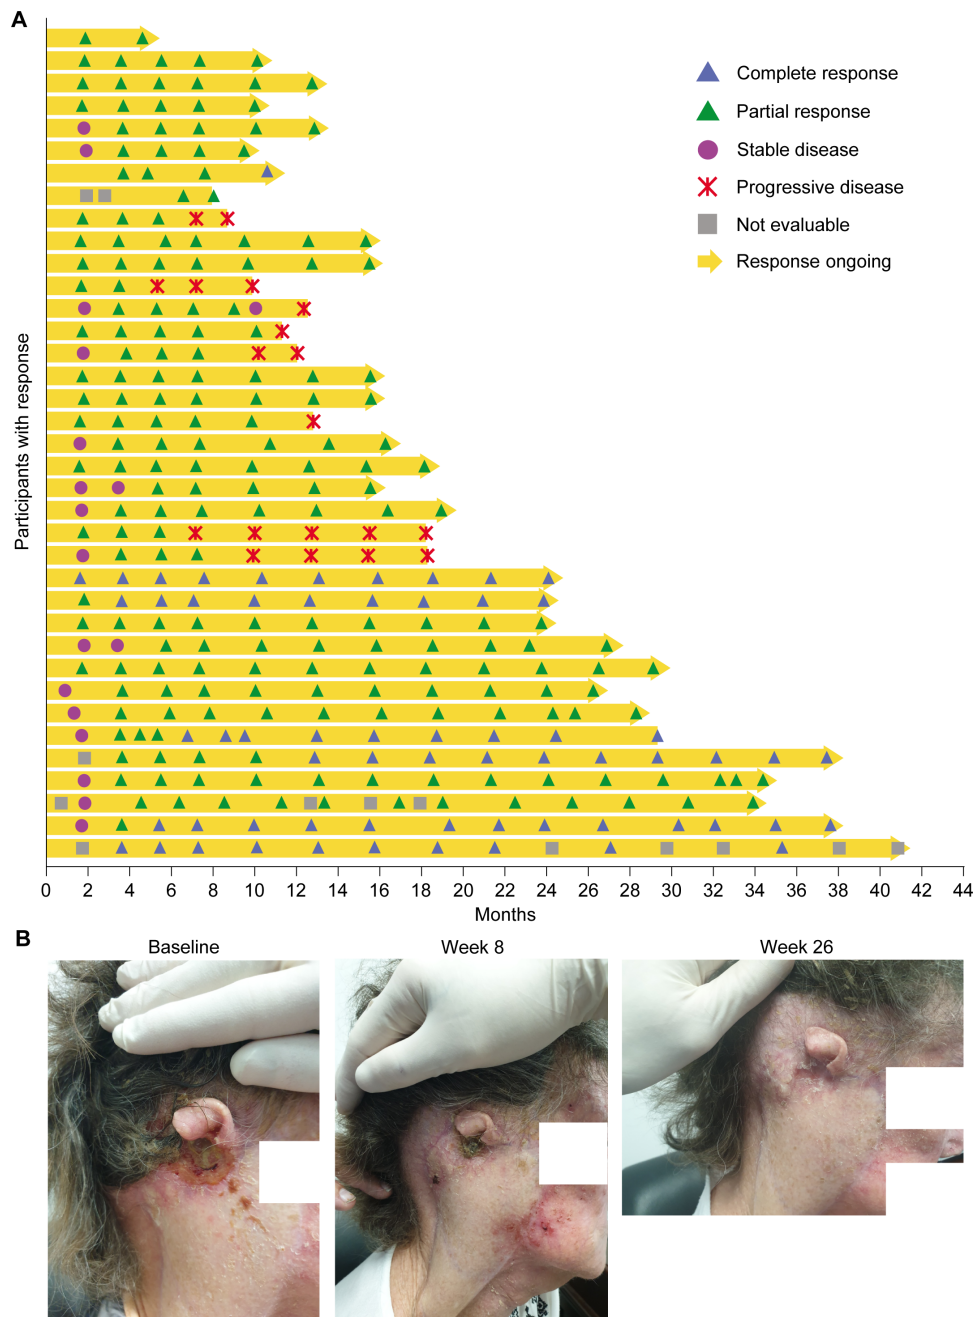 A
Complete response
Partial response
Stable disease
Progressive disease
Not evaluable
Response ongoing
Participants with response
0 2 4 6 8 10 12 14 16 18 20 22 24 26 28 30 32 34 36 38 40 42 44
Months
B
Baseline Week 8 Week 26